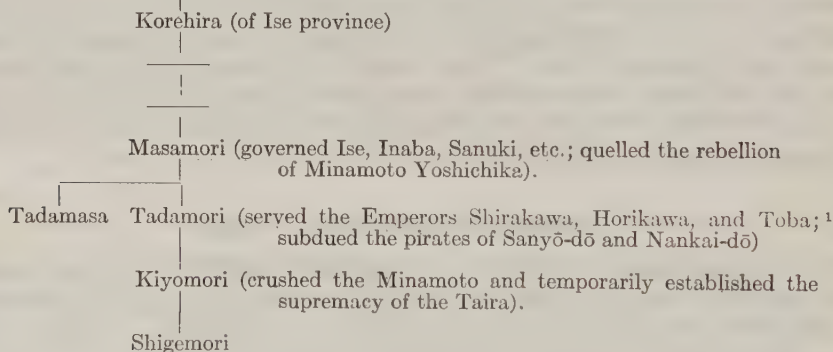 Korehira (of Ise province)
Masamori (governed Ise, Inaba, Sanuki, etc.; quelled the rebellion
of Minamoto Yoshichika).
Tadamasa Tadamori (served the Emperors Shirakawa, Horikawa, and Toba; ¹
subdued the pirates of Sanyō-dō and Nankai-dō)
Kiyomori (crushed the Minamoto and temporarily established the
supremacy of the Taira).
Shigemori